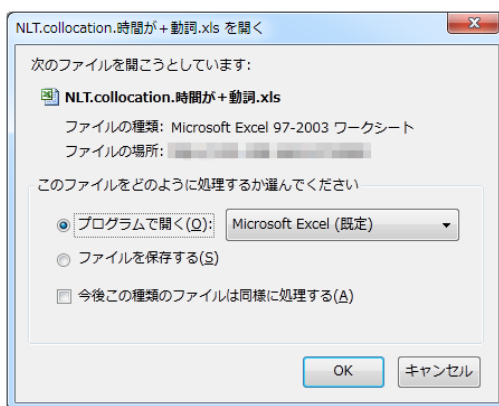 NLT.collocation.時間が+動詞.xls を開く
次のファイルを開こうとしています:
NLT.collocation.時間が+動詞.xls
ファイルの種類: Microsoft Excel 97-2003 ワークシート
ファイルの場所:
このファイルをどのように処理するか選んでください
プログラムで開く(O): Microsoft Excel (既定)
ファイルを保存する(S)
今後この種類のファイルは同様に処理する(A)
OK キャンセル